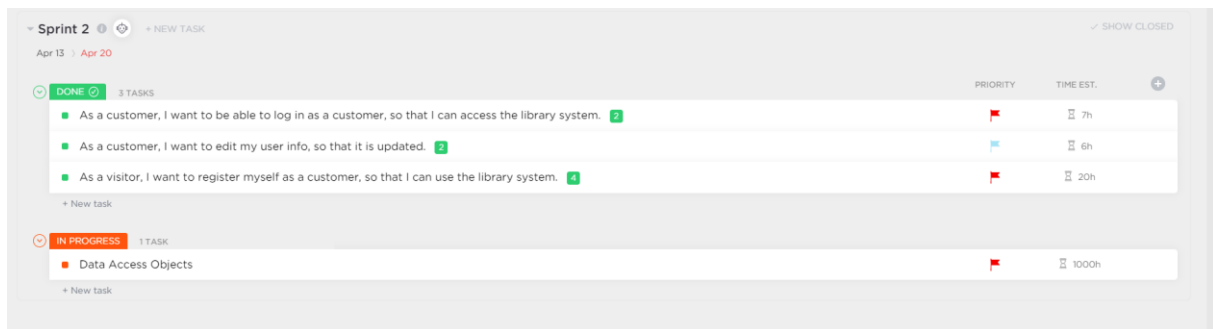 Sprint 2 + NEW TASK ✓ SHOW CLOSED
Apr 13 > Apr 20
DONE 3 TASKS PRIORITY TIME EST.
As a customer, I want to be able to log in as a customer, so that I can access the library system. 2 7h
As a customer, I want to edit my user info, so that it is updated. 2 6h
As a visitor, I want to register myself as a customer, so that I can use the library system. 4 20h
+ New task
IN PROGRESS 1 TASK
Data Access Objects 1000h
+ New task